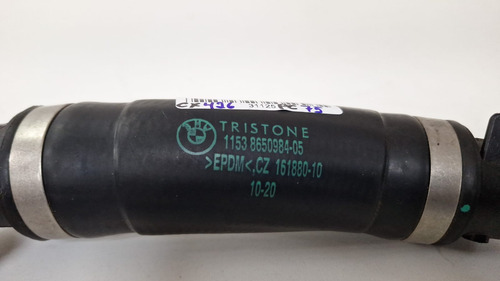 TRISTONE
1153 8650984-05
>EPDM<,CZ 161880-10
10-20